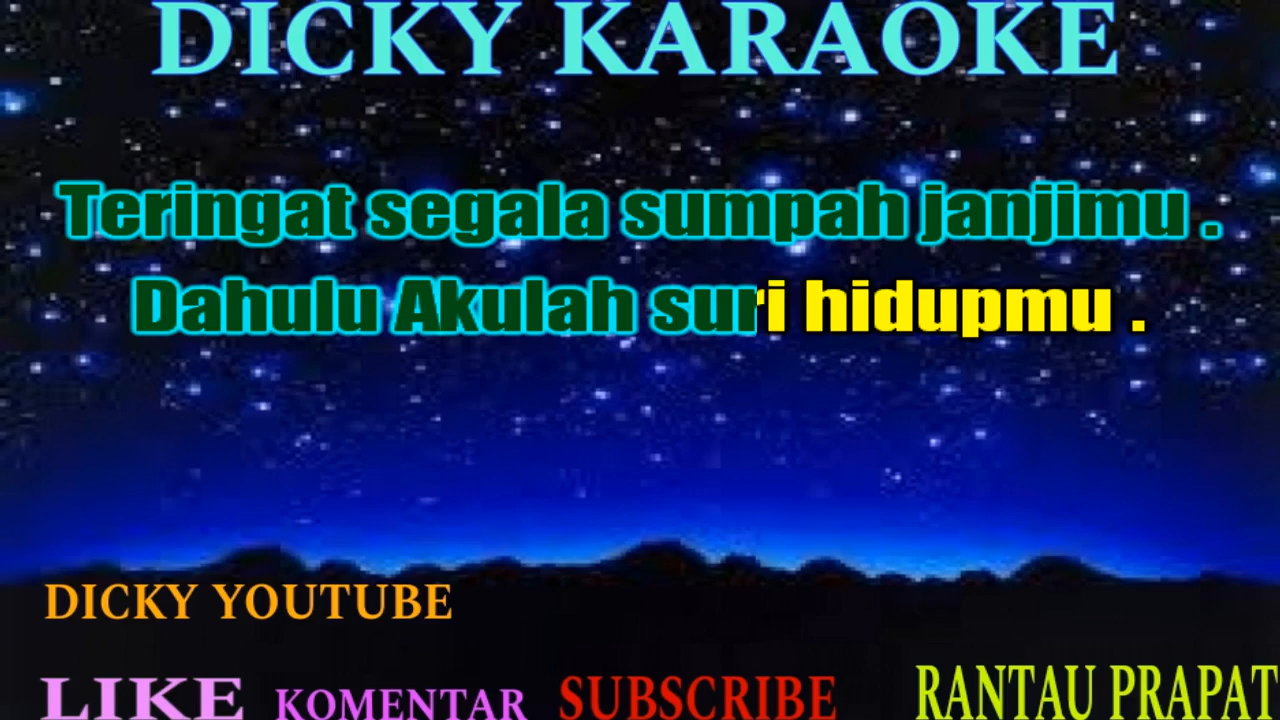 DICKY KARAOKE
Teringat segala sumpah janjimu .
Dahulu Akulah suri hidupmu .
DICKY YOUTUBE
LIKE KOMENTAR SUBSCRIBE RANTAU PRAPAT